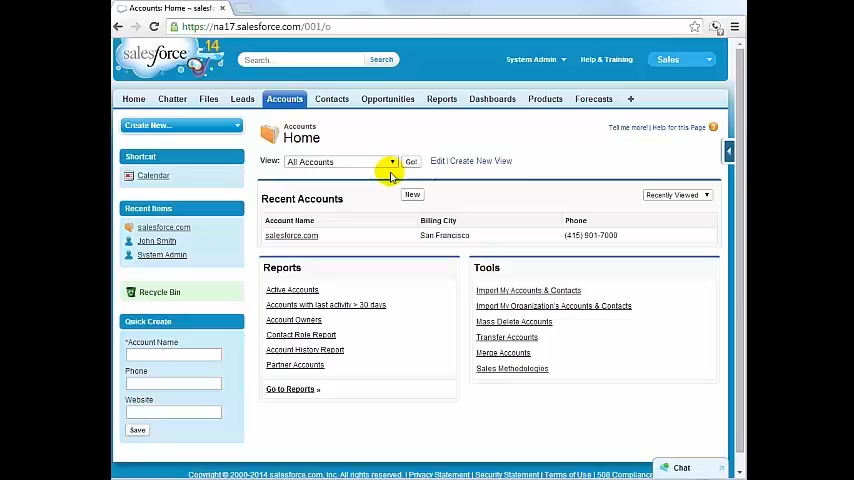 Accounts: Home ~ salesf
https://na17.salesforce.com/001/o
salesforce
'14
Search...
Search
System Admin
Help & Training
Sales
Home
Chatter
Files
Leads
Accounts
Contacts
Opportunities
Reports
Dashboards
Products
Forecasts
+
Create New...
Shortcut
Calendar
Recent Items
salesforce.com
John Smith
System Admin
Recycle Bin
Quick Create
*Account Name
Phone
Website
Save
Accounts
Home
Tell me more! | Help for this Page
View:
All Accounts
Go!
Edit | Create New View
Recent Accounts
New
Recently Viewed
Account Name
Billing City
Phone
salesforce.com
San Francisco
(415) 901-7000
Reports
Active Accounts
Accounts with last activity > 30 days
Account Owners
Contact Role Report
Account History Report
Partner Accounts
Go to Reports »
Tools
Import My Accounts & Contacts
Import My Organization's Accounts & Contacts
Mass Delete Accounts
Transfer Accounts
Merge Accounts
Sales Methodologies
Copyright © 2000-2014 salesforce.com, inc. All rights reserved. | Privacy Statement | Security Statement | Terms of Use | 508 Compliance
Chat